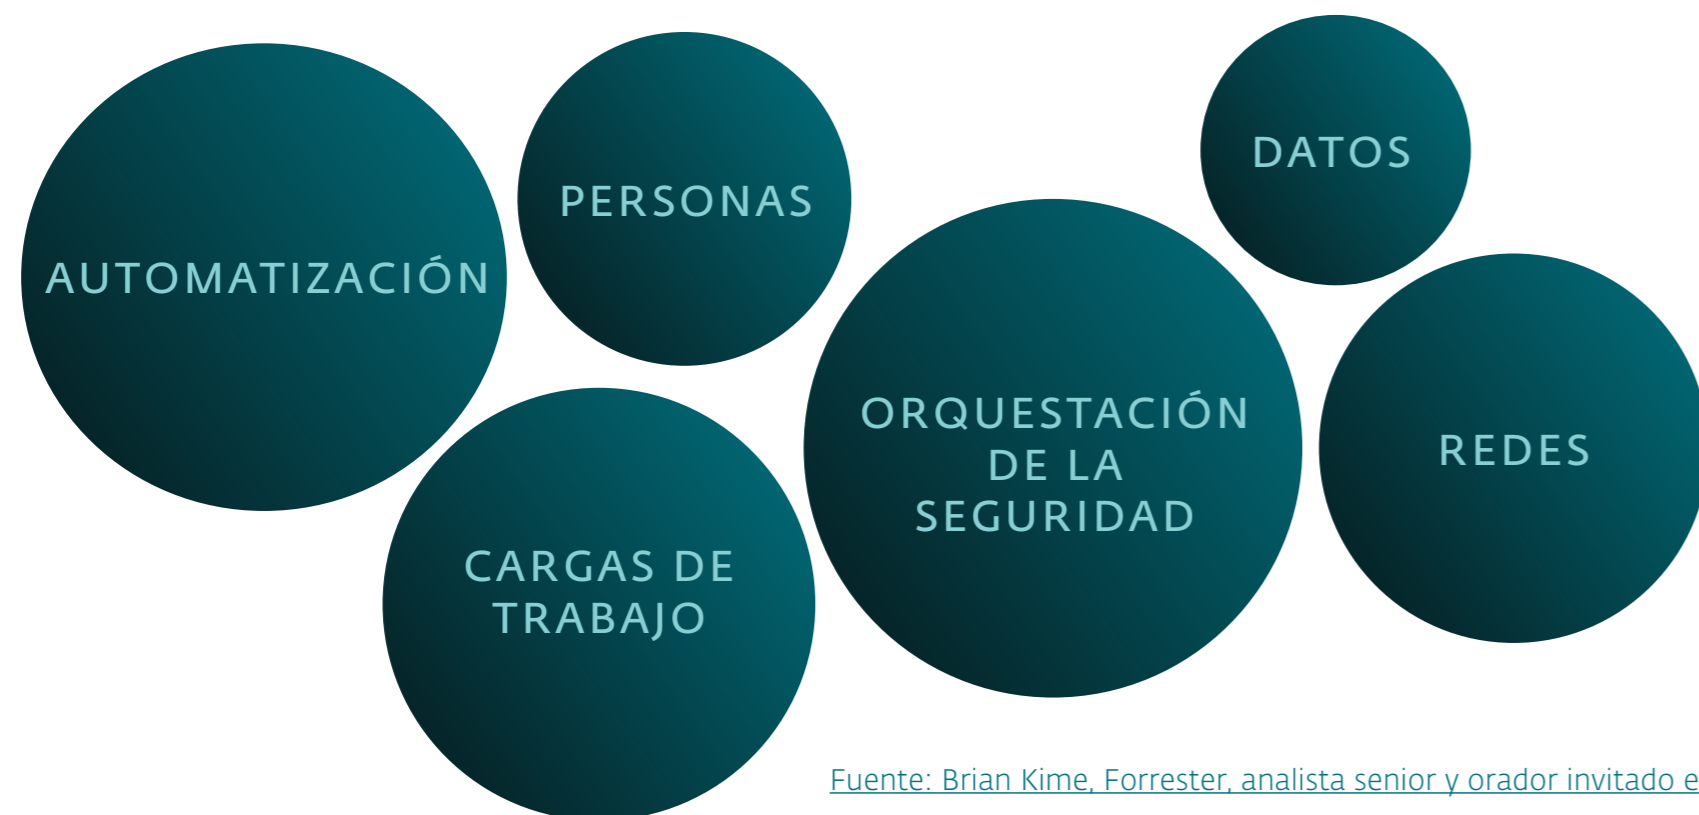 AUTOMATIZACIÓN
PERSONAS
CARGAS DE
TRABAJO
ORQUESTACIÓN
DE LA
SEGURIDAD
DATOS
REDES
Fuente: Brian Kime, Forrester, analista senior y orador invitado e